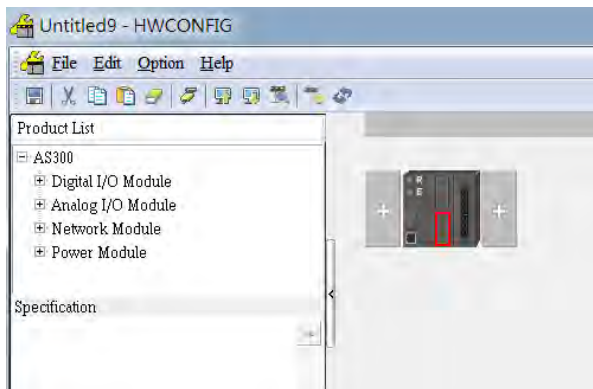 Untitled9 - HWCONFIG
File Edit Option Help
Product List
AS300
Digital I/O Module
Analog I/O Module
Network Module
Power Module
R
E
Specification